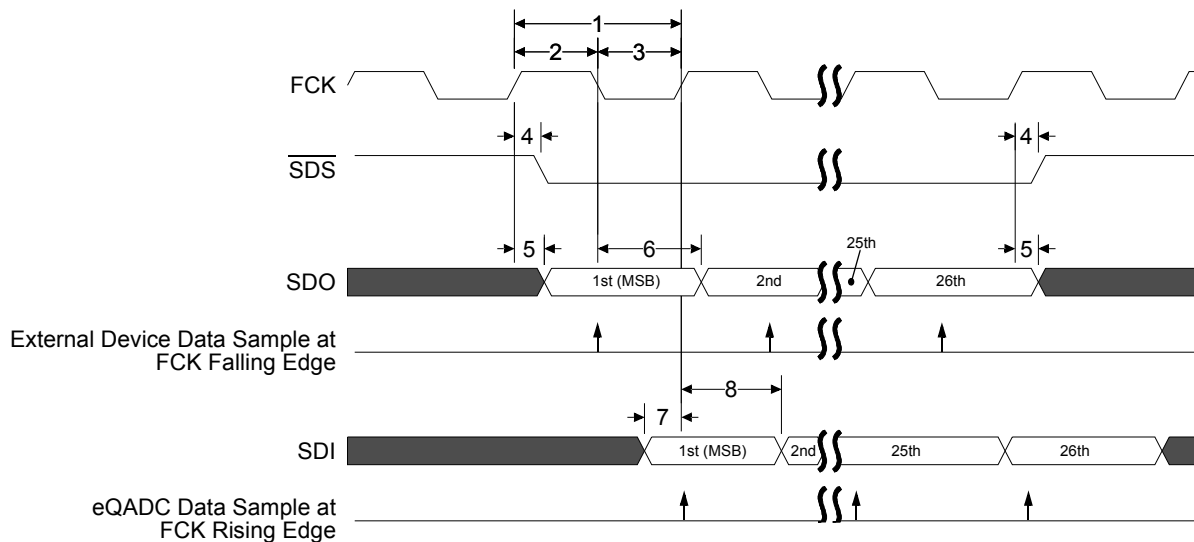 1
2 3
FCK
4 4
SDS
5 6 5
25th
SDO 1st (MSB) 2nd 26th
External Device Data Sample at
FCK Falling Edge
8
7
SDI 1st (MSB) 2nd 25th 26th
eQADC Data Sample at
FCK Rising Edge